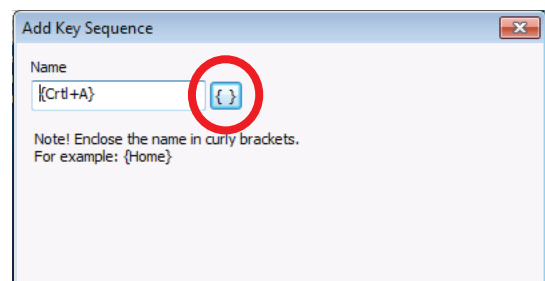 Add Key Sequence
Name
{Crtl+A}
{ }
Note! Enclose the name in curly brackets.
For example: {Home}